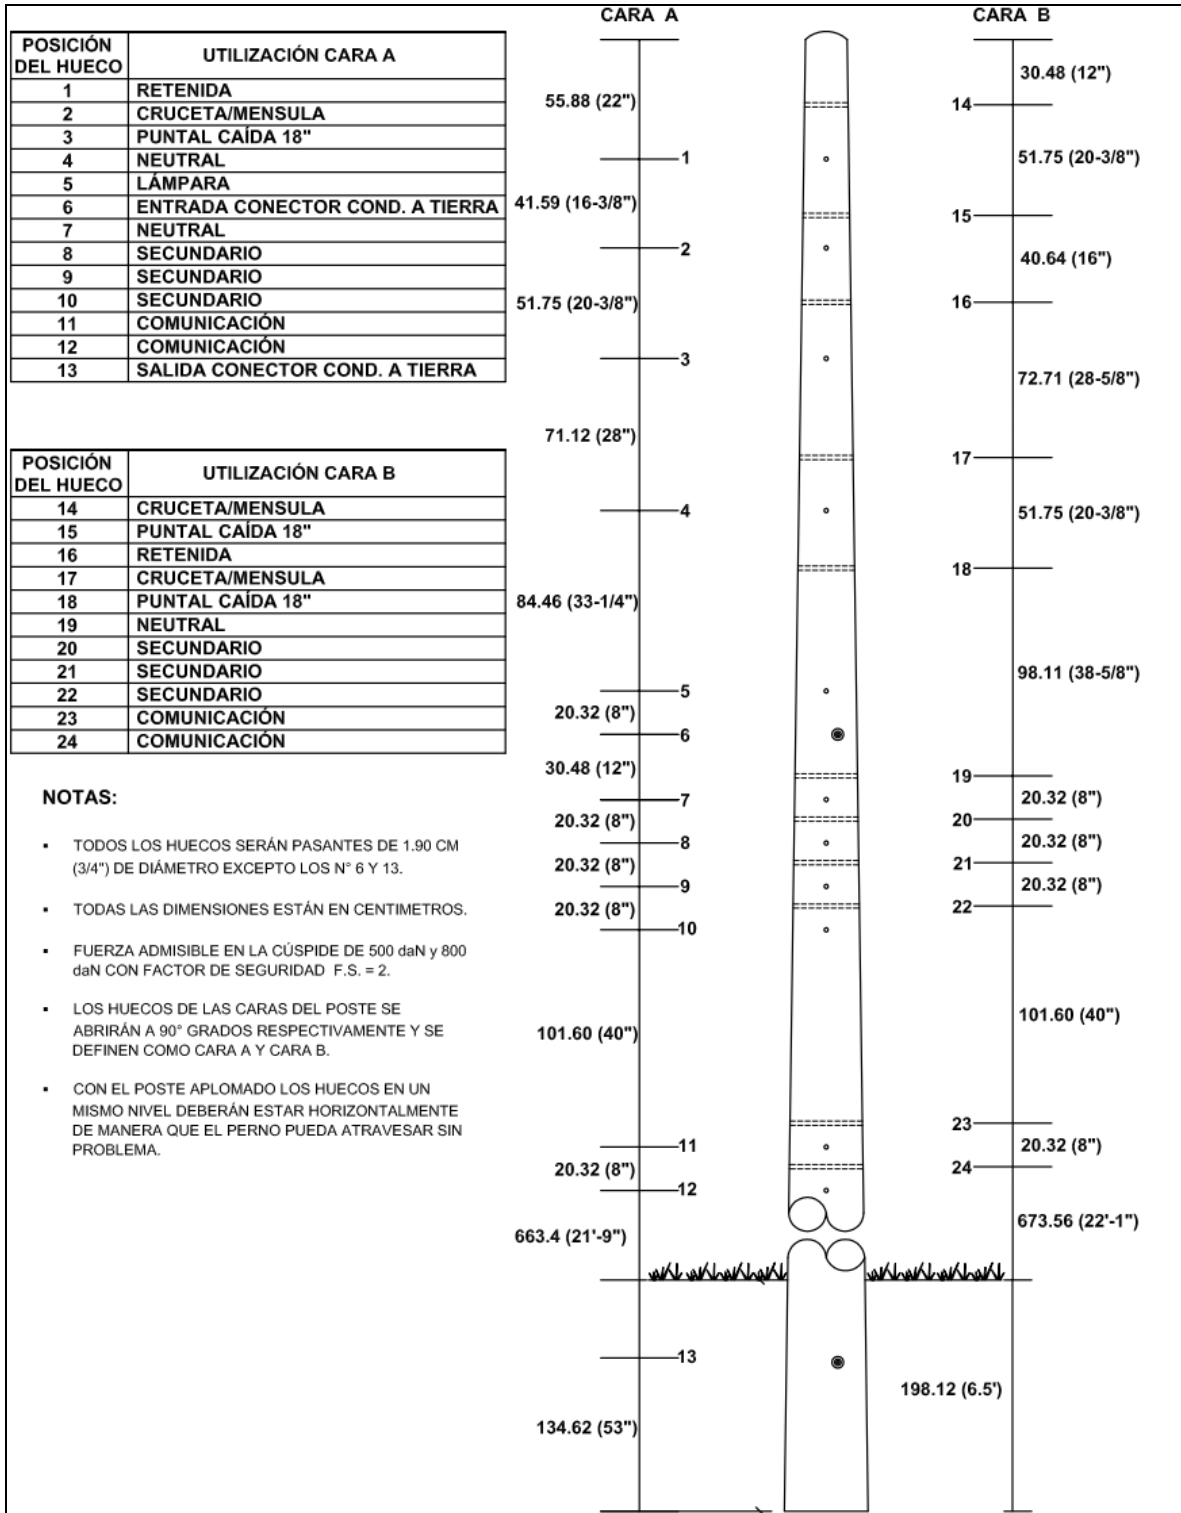 CARA A
CARA B
POSICIÓN DEL HUECO UTILIZACIÓN CARA A
1 RETENIDA
2 CRUCETA/MENSULA
3 PUNTAL CAÍDA 18"
4 NEUTRAL
5 LÁMPARA
6 ENTRADA CONECTOR COND. A TIERRA
7 NEUTRAL
8 SECUNDARIO
9 SECUNDARIO
10 SECUNDARIO
11 COMUNICACIÓN
12 COMUNICACIÓN
13 SALIDA CONECTOR COND. A TIERRA
POSICIÓN DEL HUECO UTILIZACIÓN CARA B
14 CRUCETA/MENSULA
15 PUNTAL CAÍDA 18"
16 RETENIDA
17 CRUCETA/MENSULA
18 PUNTAL CAÍDA 18"
19 NEUTRAL
20 SECUNDARIO
21 SECUNDARIO
22 SECUNDARIO
23 COMUNICACIÓN
24 COMUNICACIÓN
NOTAS:
▪ TODOS LOS HUECOS SERÁN PASANTES DE 1.90 CM
(3/4") DE DIÁMETRO EXCEPTO LOS N° 6 Y 13.
▪ TODAS LAS DIMENSIONES ESTÁN EN CENTIMETROS.
▪ FUERZA ADMISIBLE EN LA CÚSPIDE DE 500 daN y 800
daN CON FACTOR DE SEGURIDAD F.S. = 2.
▪ LOS HUECOS DE LAS CARAS DEL POSTE SE
ABRIRÁN A 90° GRADOS RESPECTIVAMENTE Y SE
DEFINEN COMO CARA A Y CARA B.
▪ CON EL POSTE APLOMADO LOS HUECOS EN UN
MISMO NIVEL DEBERÁN ESTAR HORIZONTALMENTE
DE MANERA QUE EL PERNO PUEDA ATRAVESAR SIN
PROBLEMA.
55.88 (22")
1
41.59 (16-3/8")
2
51.75 (20-3/8")
3
71.12 (28")
4
84.46 (33-1/4")
5
20.32 (8")
6
30.48 (12")
7
20.32 (8")
8
20.32 (8")
9
20.32 (8")
10
101.60 (40")
11
20.32 (8")
12
663.4 (21'-9")
13
134.62 (53")
30.48 (12")
14
51.75 (20-3/8")
15
40.64 (16")
16
72.71 (28-5/8")
17
51.75 (20-3/8")
18
98.11 (38-5/8")
19
20.32 (8")
20
20.32 (8")
21
20.32 (8")
22
101.60 (40")
23
20.32 (8")
24
673.56 (22'-1")
198.12 (6.5')